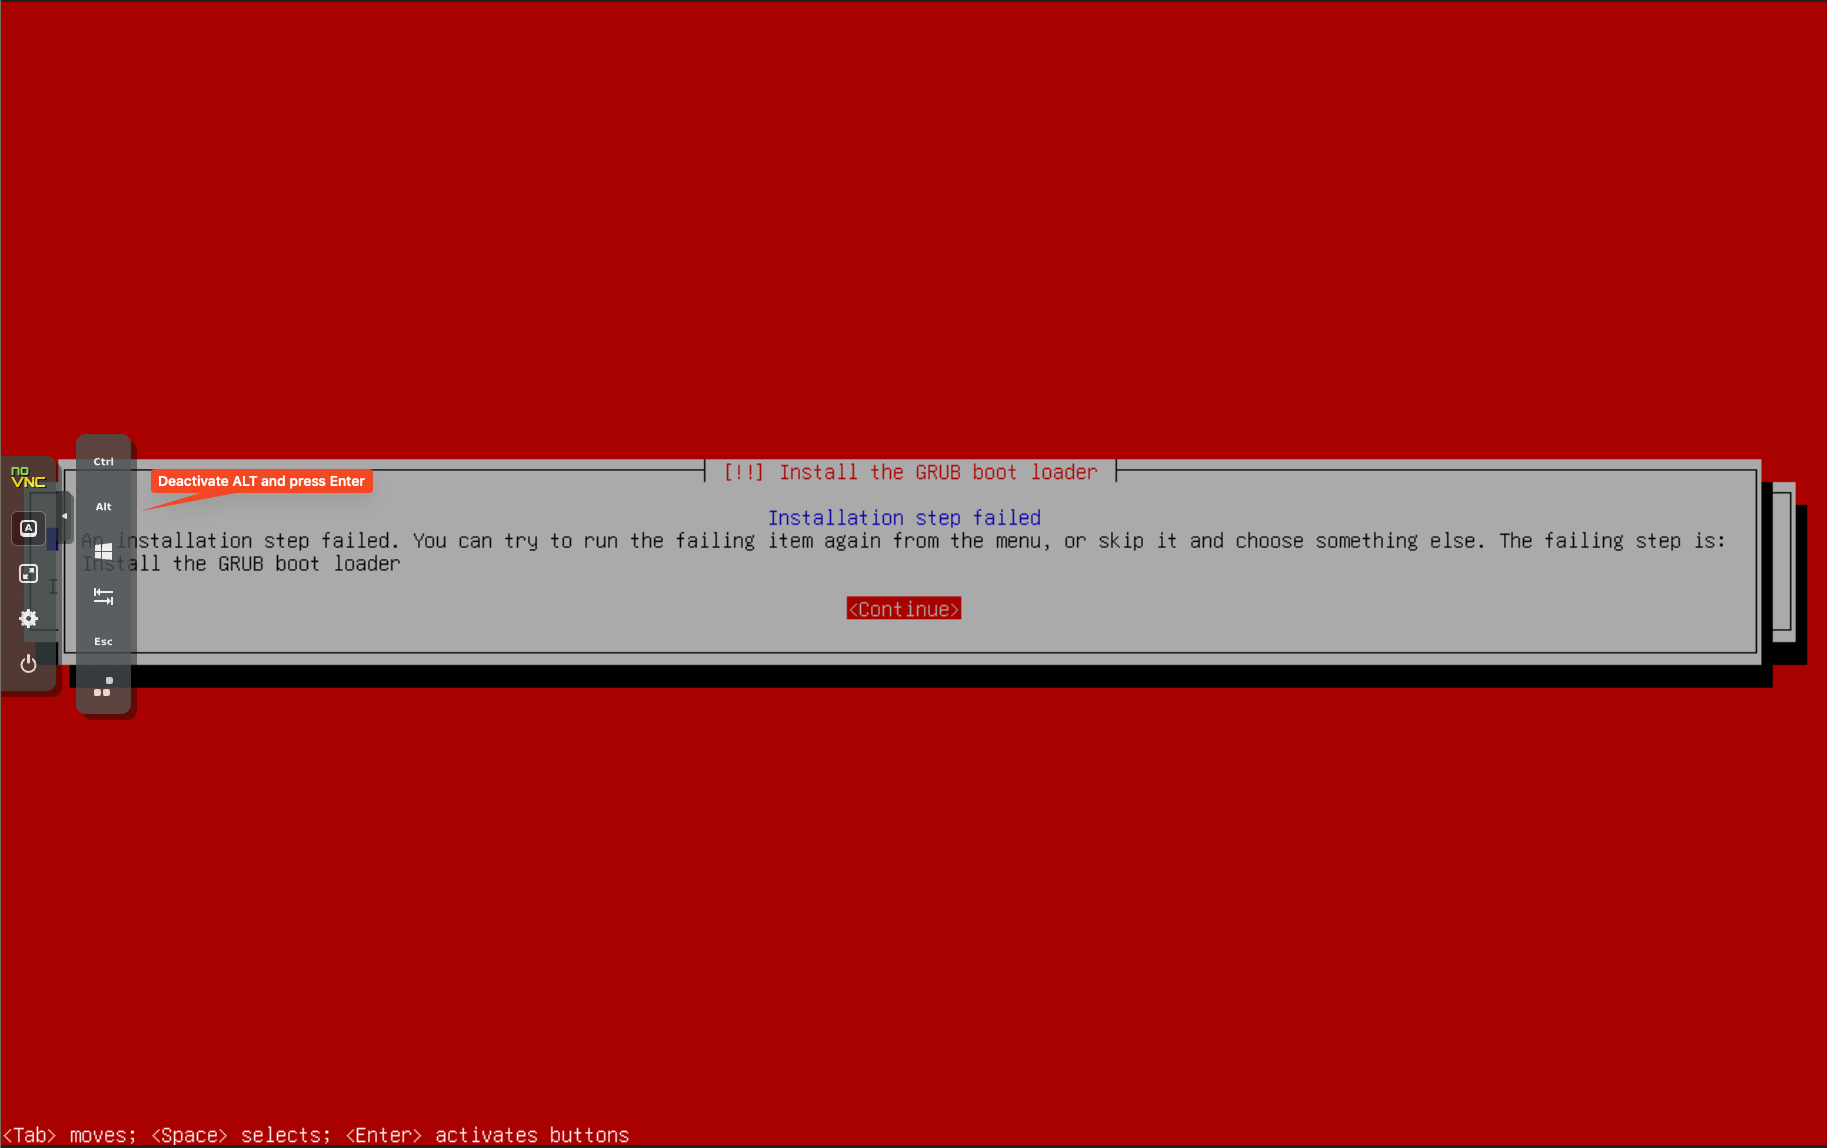 [!!] Install the GRUB boot loader
Installation step failed
An installation step failed. You can try to run the failing item again from the menu, or skip it and choose something else. The failing step is:
Install the GRUB boot loader
<Continue>
no
VNC
A
Ctrl
Alt
Esc
Deactivate ALT and press Enter
I
<Tab> moves; <Space> selects; <Enter> activates buttons